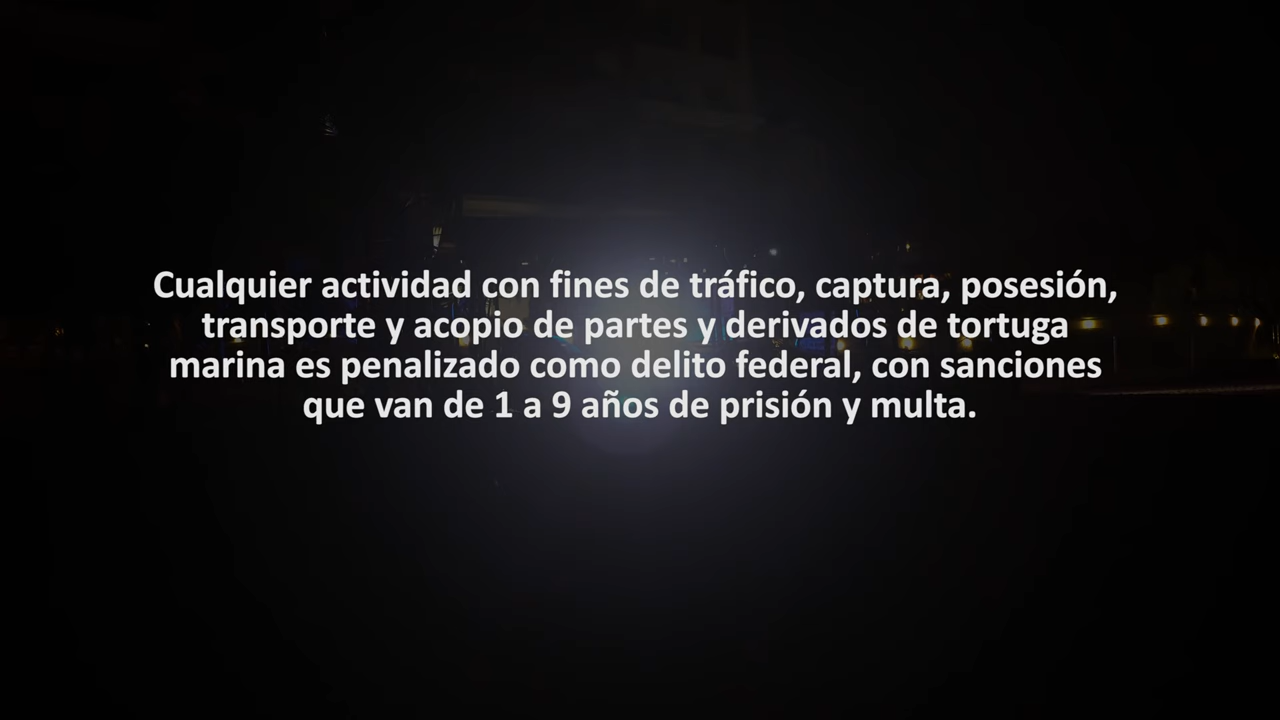 Cualquier actividad con fines de tráfico, captura, posesión,
transporte y acopio de partes y derivados de tortuga
marina es penalizado como delito federal, con sanciones
que van de 1 a 9 años de prisión y multa.